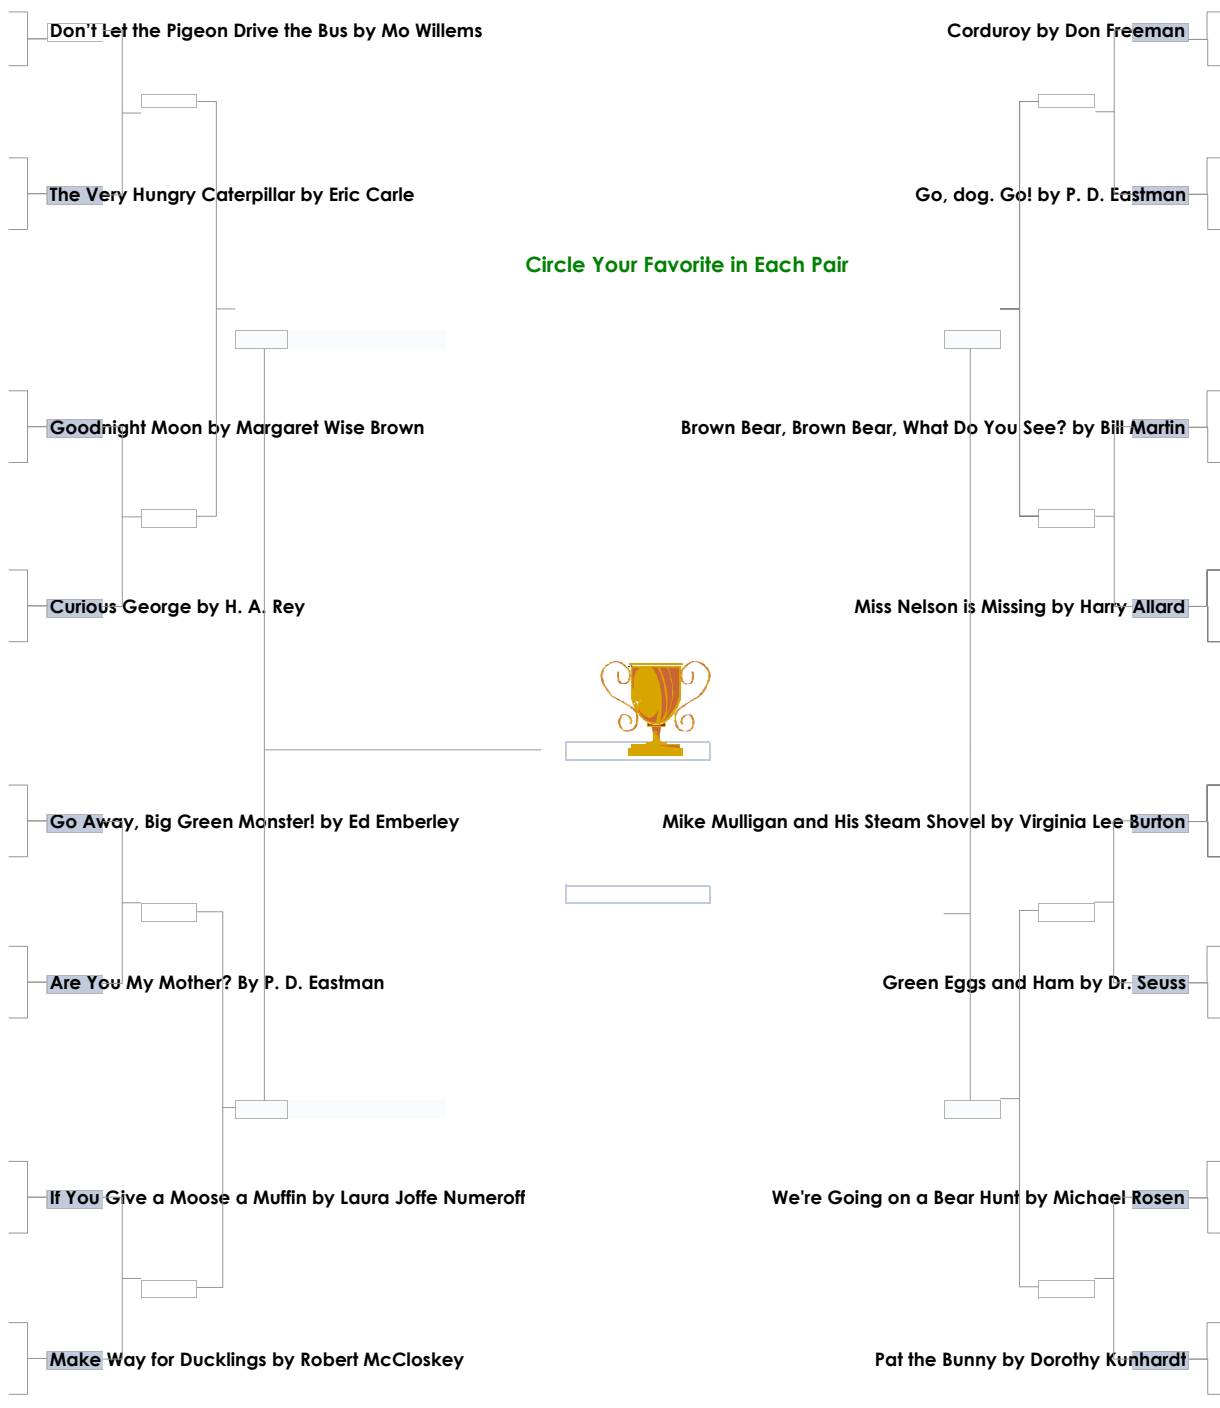 Don't Let the Pigeon Drive the Bus by Mo Willems
Corduroy by Don Freeman
The Very Hungry Caterpillar by Eric Carle
Go, dog. Go! by P. D. Eastman
Circle Your Favorite in Each Pair
Goodnight Moon by Margaret Wise Brown
Brown Bear, Brown Bear, What Do You See? by Bill Martin
Curious George by H. A. Rey
Miss Nelson is Missing by Harry Allard
Go Away, Big Green Monster! by Ed Emberley
Mike Mulligan and His Steam Shovel by Virginia Lee Burton
Are You My Mother? By P. D. Eastman
Green Eggs and Ham by Dr. Seuss
If You Give a Moose a Muffin by Laura Joffe Numeroff
We're Going on a Bear Hunt by Michael Rosen
Make Way for Ducklings by Robert McCloskey
Pat the Bunny by Dorothy Kunhardt